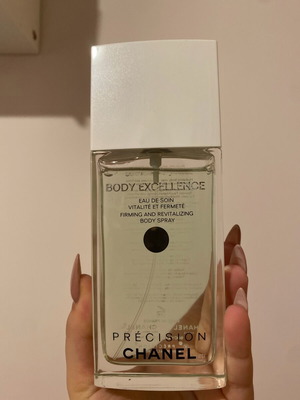 BODY EXCELLENCE
EAU DE SOIN
VITALITÉ ET FERMETÉ
FIRMING AND REVITALIZING
BODY SPRAY
PRÉCISION
CHANEL